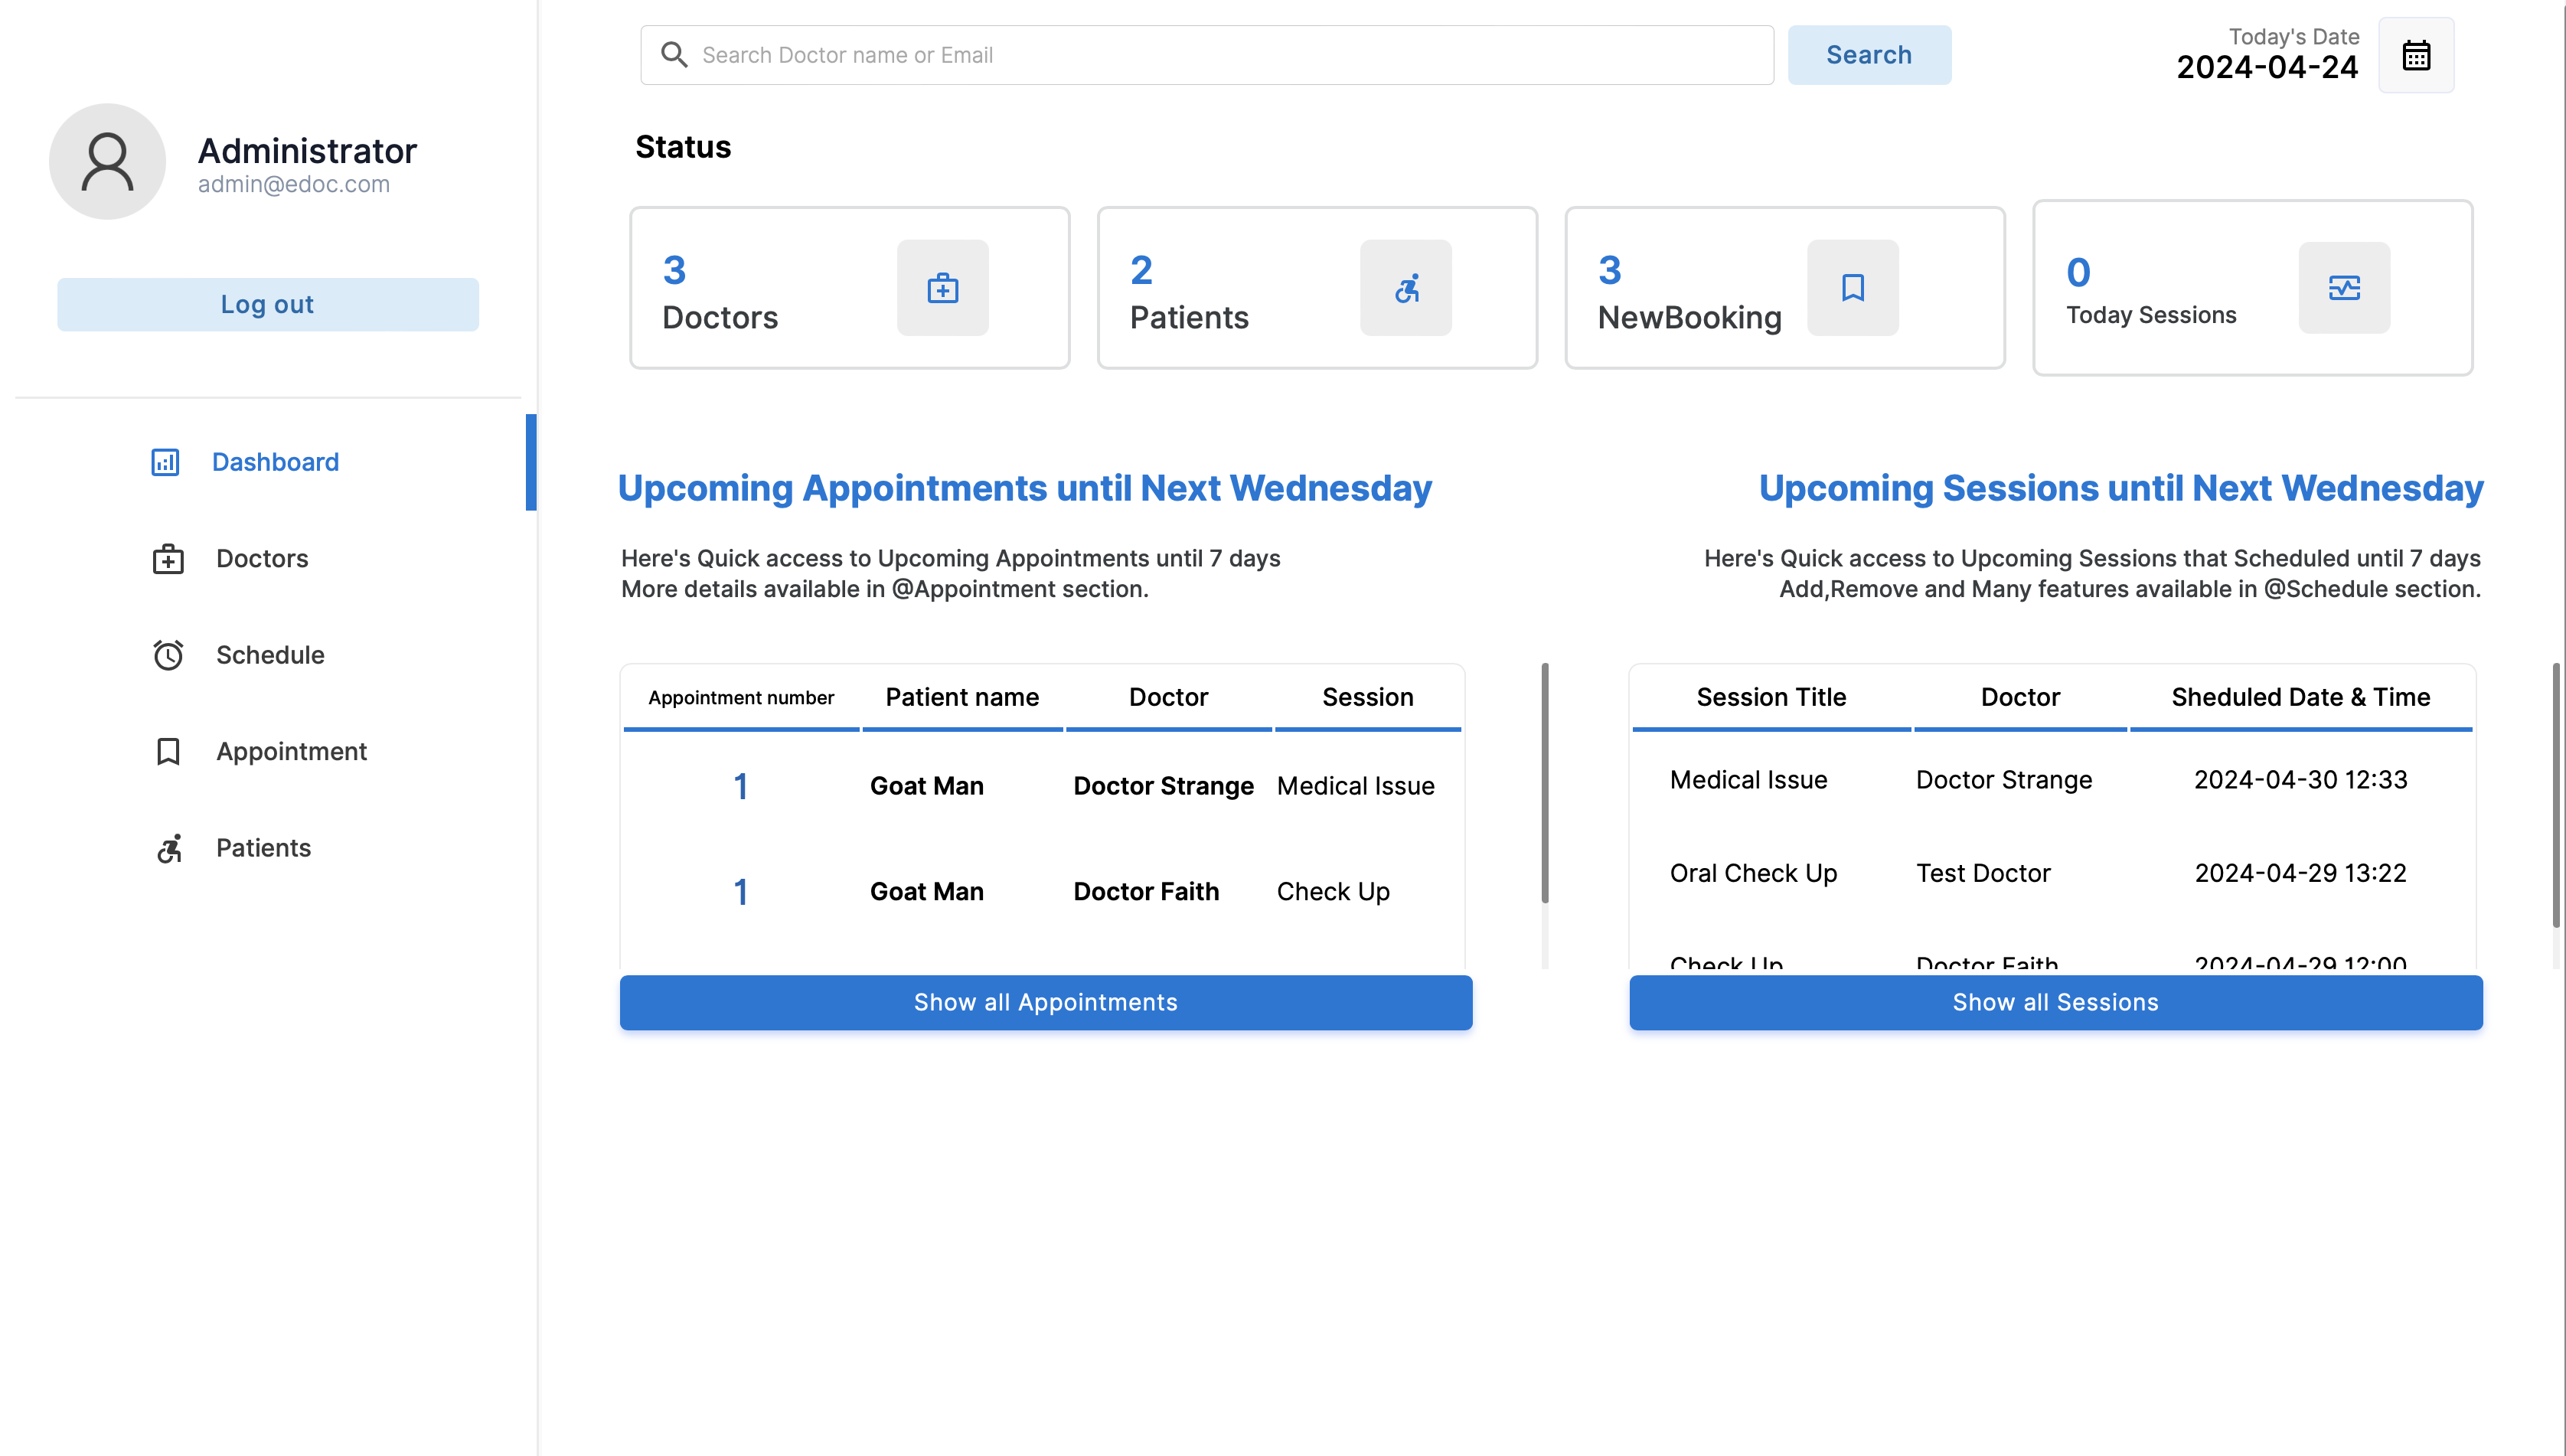 Administrator
admin@edoc.com
Log out
Dashboard
Doctors
Schedule
Appointment
Patients
Search Doctor name or Email
Search
Today's Date
2024-04-24
Status
3
Doctors
2
Patients
3
NewBooking
0
Today Sessions
Upcoming Appointments until Next Wednesday
Here's Quick access to Upcoming Appointments until 7 days
More details available in @Appointment section.
Appointment number Patient name Doctor Session
1 Goat Man Doctor Strange Medical Issue
1 Goat Man Doctor Faith Check Up
Show all Appointments
Upcoming Sessions until Next Wednesday
Here's Quick access to Upcoming Sessions that Scheduled until 7 days
Add,Remove and Many features available in @Schedule section.
Session Title Doctor Sheduled Date & Time
Medical Issue Doctor Strange 2024-04-30 12:33
Oral Check Up Test Doctor 2024-04-29 13:22
Check Up Doctor Faith 2024-04-29 12:00
Show all Sessions